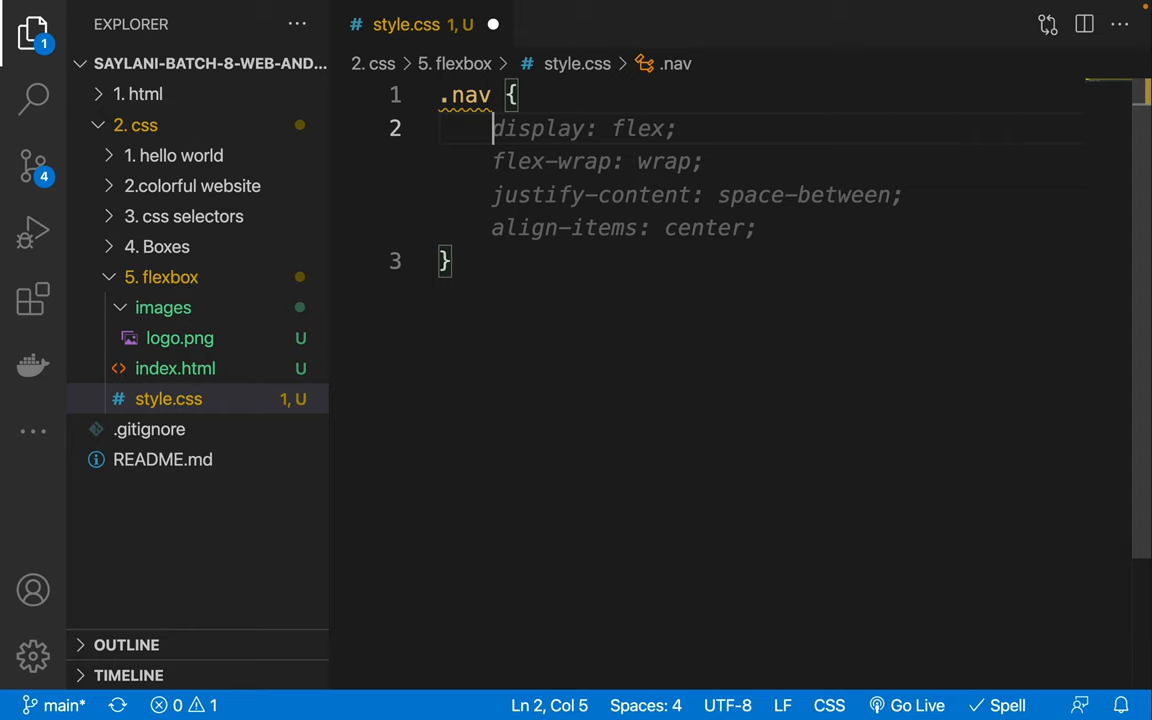 EXPLORER
# style.css 1, U
1
SAYLANI-BATCH-8-WEB-AND...
2. css > 5. flexbox > # style.css > .nav
1. html
1 .nav {
2. css
2 display: flex;
1. hello world
flex-wrap: wrap;
2.colorful website
justify-content: space-between;
3. css selectors
4
align-items: center;
4. Boxes
3 }
5. flexbox
images
logo.png U
<> index.html U
# style.css 1, U
.gitignore
README.md
OUTLINE
TIMELINE
main* 0 1 Ln 2, Col 5 Spaces: 4 UTF-8 LF CSS Go Live Spell